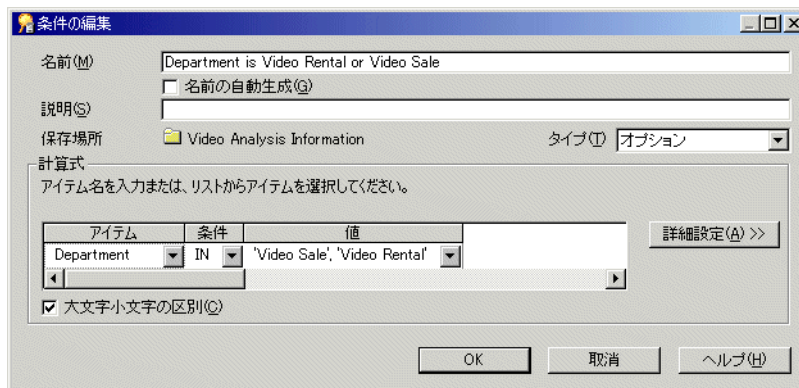 条件の編集
名前(M) Department is Video Rental or Video Sale
名前の自動生成(G)
説明(S)
保存場所 Video Analysis Information タイプ(T) オプション
計算式
アイテム名を入力または、リストからアイテムを選択してください。
アイテム 条件 値
Department IN 'Video Sale', 'Video Rental' 詳細設定(A) >>
大文字小文字の区別(C)
OK 取消 ヘルプ(H)